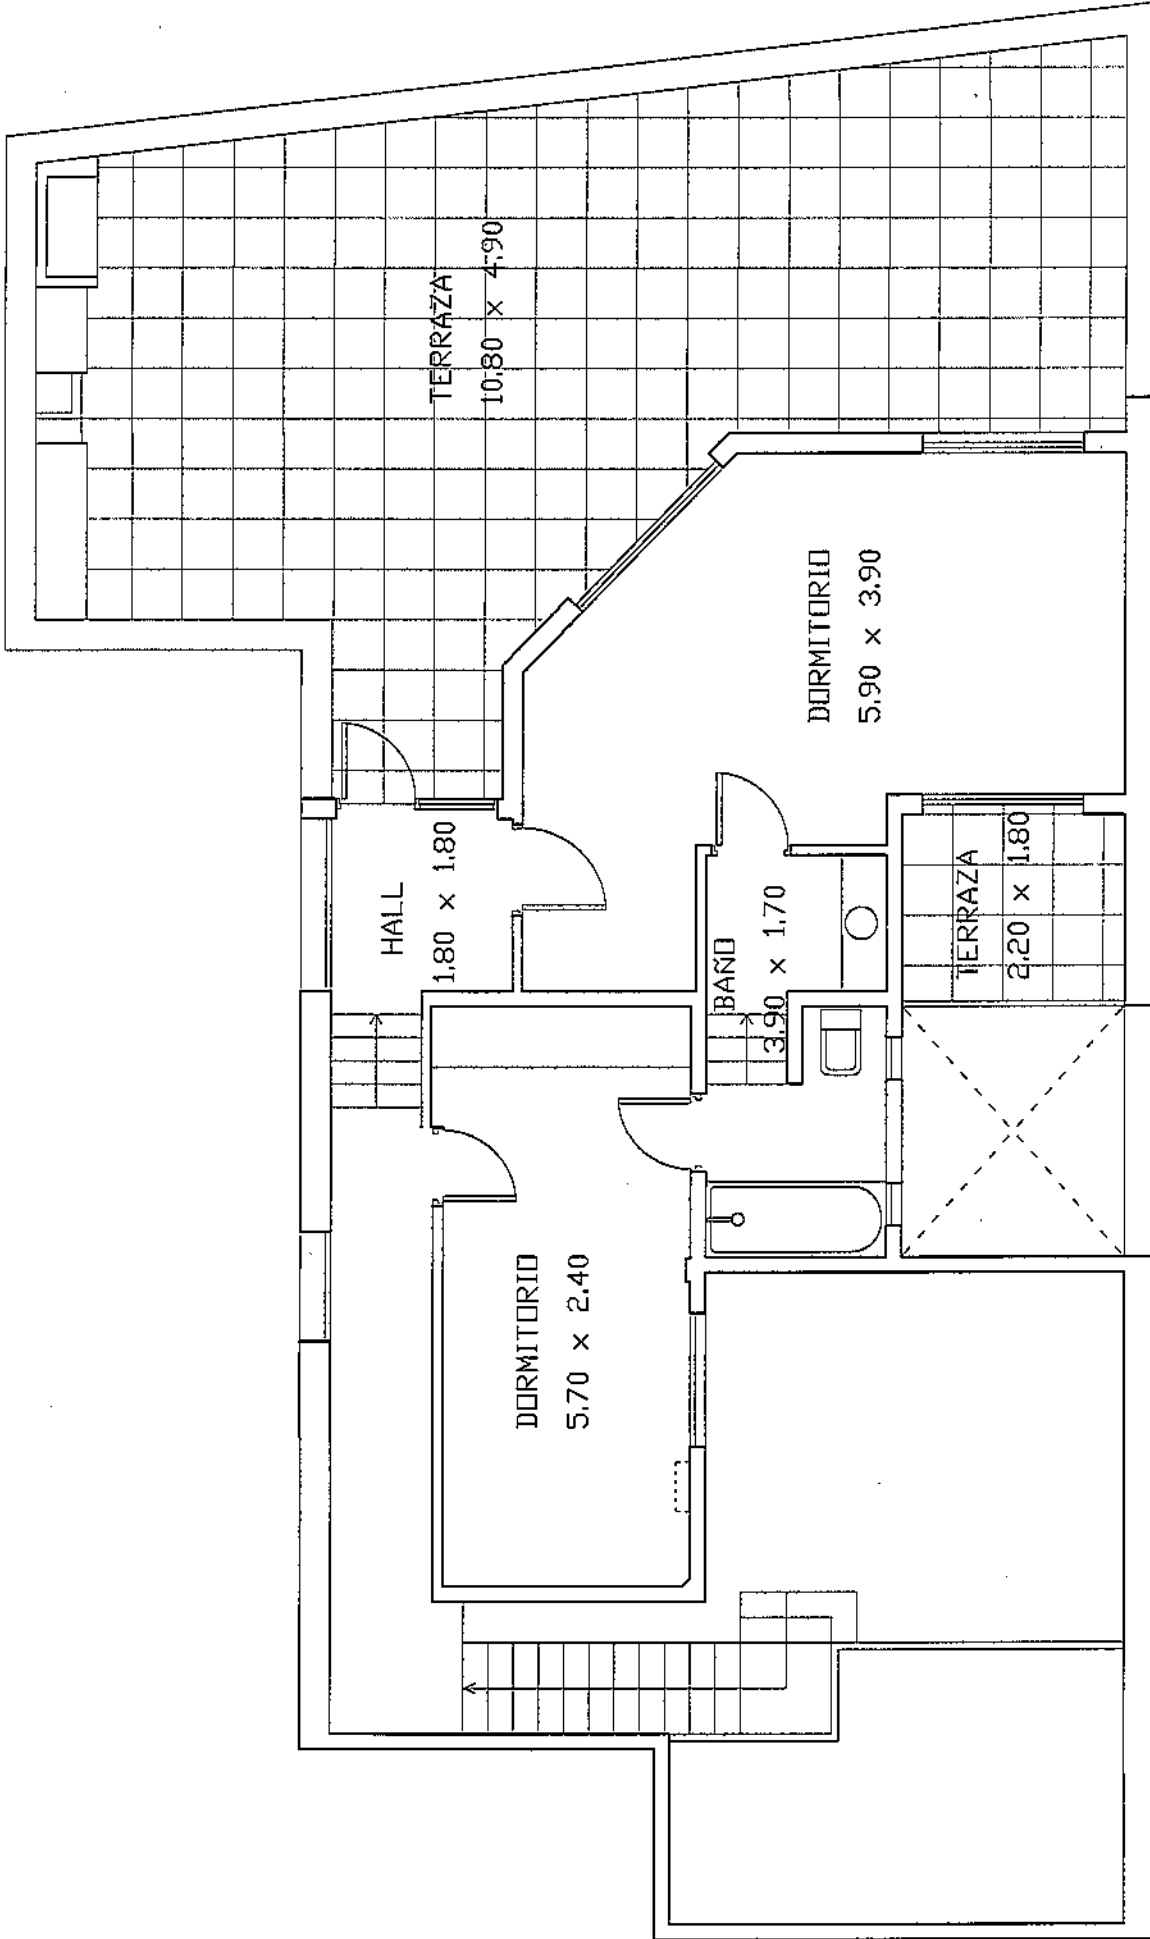 TERRAZA
10.80 x 4.90
HALL
1.80 x 1.80
DORMITORIO
5.90 x 3.90
BAÑO
3.90 x 1.70
TERRAZA
2.20 x 1.80
DORMITORIO
5.70 x 2.40